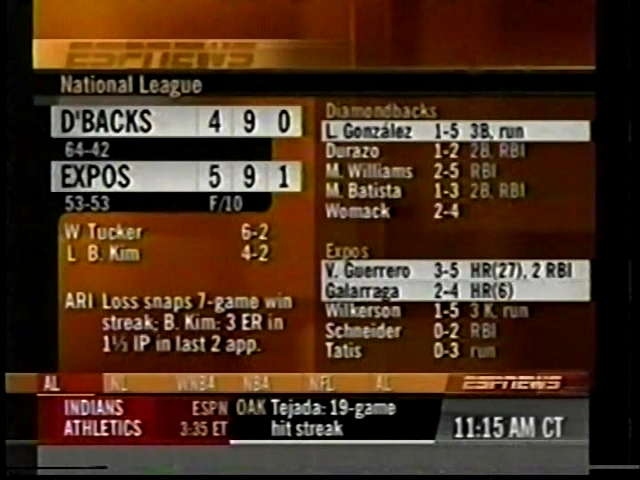 ESPNEWS
National League
D'BACKS 4 9 0
64-42
EXPOS 5 9 1
53-53 F/10
W Tucker 6-2
L B. Kim 4-2
ARI Loss snaps 7-game win
streak; B. Kim: 3 ER in
1⅓ IP in last 2 app.
Diamondbacks
L. González 1-5 3B, run
Durazo 1-2 2B, RBI
M. Williams 2-5 RBI
M. Batista 1-3 2B, RBI
Womack 2-4
Expos
V. Guerrero 3-5 HR(27), 2 RBI
Galarraga 2-4 HR(6)
Wilkerson 1-5 3 K, run
Schneider 0-2 RBI
Tatis 0-3 run
AL NL WNBA NBA NFL AL ESPNEWS
INDIANS ESPN OAK Tejada: 19-game
ATHLETICS 3:35 ET hit streak
11:15 AM CT